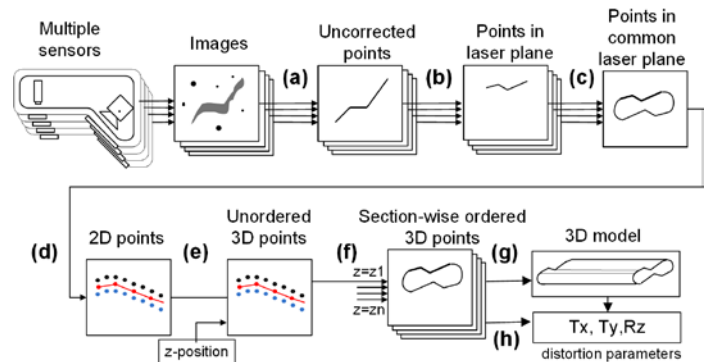 Multiple
sensors
Images
(a)
Uncorrected
points
(b)
Points in
laser plane
(c)
Points in
common
laser plane
(d)
2D points
(e)
Unordered
3D points
z-position
(f)
z=z1
z=zn
Section-wise ordered
3D points
(g)
3D model
(h)
Tx, Ty,Rz
distortion parameters